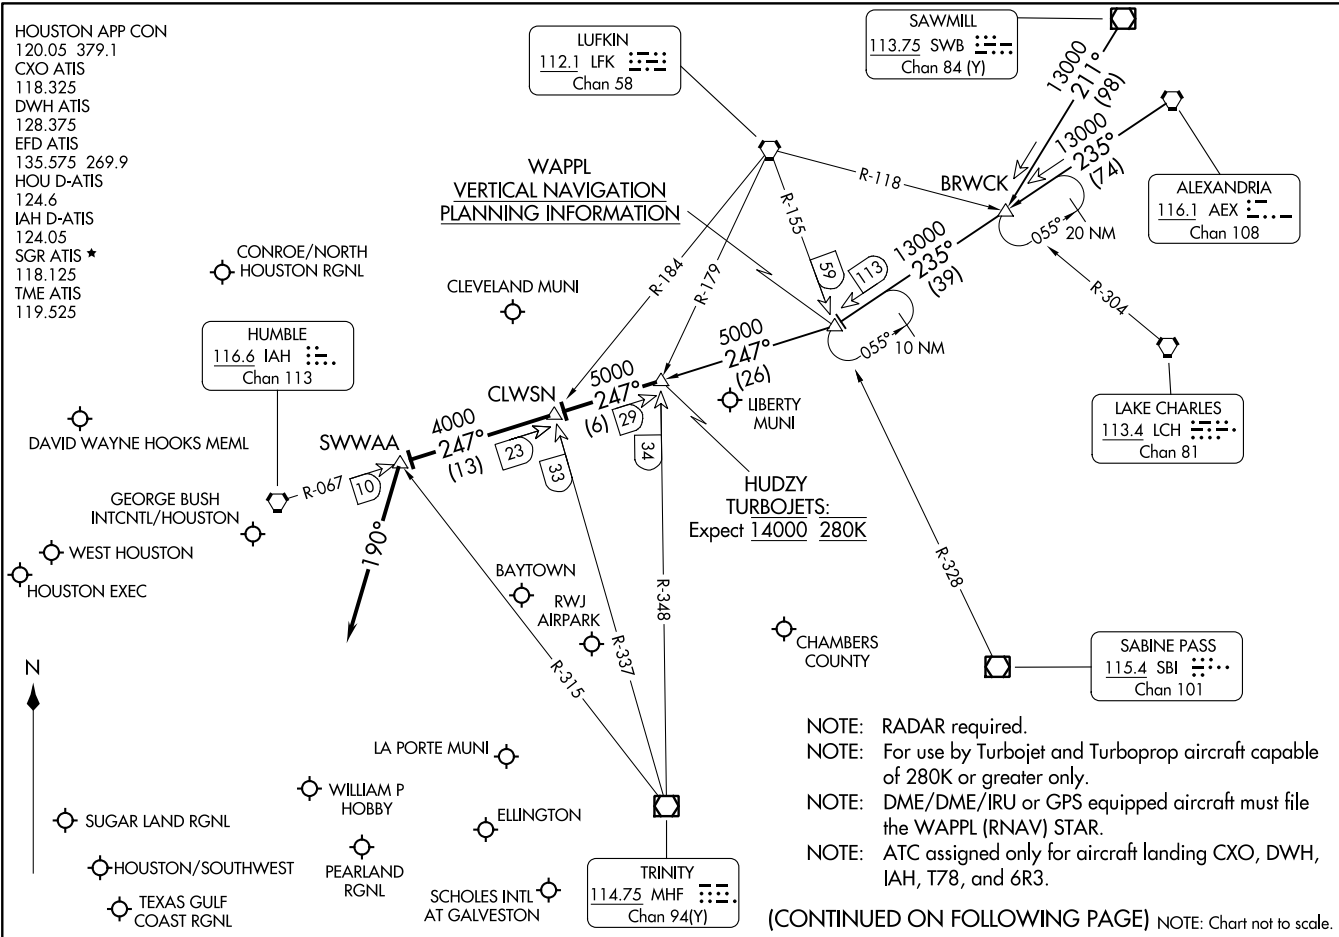 HOUSTON APP CON
120.05 379.1
CXO ATIS
118.325
DWH ATIS
128.375
EFD ATIS
135.575 269.9
HOU D-ATIS
124.6
IAH D-ATIS
124.05
SGR ATIS ★
118.125
TME ATIS
119.525
LUFKIN
112.1 LFK
Chan 58
SAWMILL
113.75 SWB
Chan 84 (Y)
13000
211°
(98)
13000
235°
(74)
ALEXANDRIA
116.1 AEX
Chan 108
WAPPL
VERTICAL NAVIGATION
PLANNING INFORMATION
R-118
BRWCK
R-155
055°
20 NM
R-304
13000
235°
(39)
113
59
R-184
R-179
CONROE/NORTH
HOUSTON RGNL
CLEVELAND MUNI
HUMBLE
116.6 IAH
Chan 113
055°
10 NM
5000
247°
(26)
CLWSN
5000
247°
(6)
29
34
LIBERTY
MUNI
LAKE CHARLES
113.4 LCH
Chan 81
DAVID WAYNE HOOKS MEML
SWWAA
4000
247°
(13)
23
33
R-067
10
HUDZY
TURBOJETS:
Expect 14000 280K
GEORGE BUSH
INTCNTL/HOUSTON
WEST HOUSTON
HOUSTON EXEC
190°
BAYTOWN
RWJ
AIRPARK
R-315
R-337
R-348
R-328
CHAMBERS
COUNTY
SABINE PASS
115.4 SBI
Chan 101
N
LA PORTE MUNI
WILLIAM P
HOBBY
SUGAR LAND RGNL
ELLINGTON
HOUSTON/SOUTHWEST
PEARLAND
RGNL
TEXAS GULF
COAST RGNL
SCHOLES INTL
AT GALVESTON
TRINITY
114.75 MHF
Chan 94(Y)
NOTE: RADAR required.
NOTE: For use by Turbojet and Turboprop aircraft capable
of 280K or greater only.
NOTE: DME/DME/IRU or GPS equipped aircraft must file
the WAPPL (RNAV) STAR.
NOTE: ATC assigned only for aircraft landing CXO, DWH,
IAH, T78, and 6R3.
(CONTINUED ON FOLLOWING PAGE) NOTE: Chart not to scale.